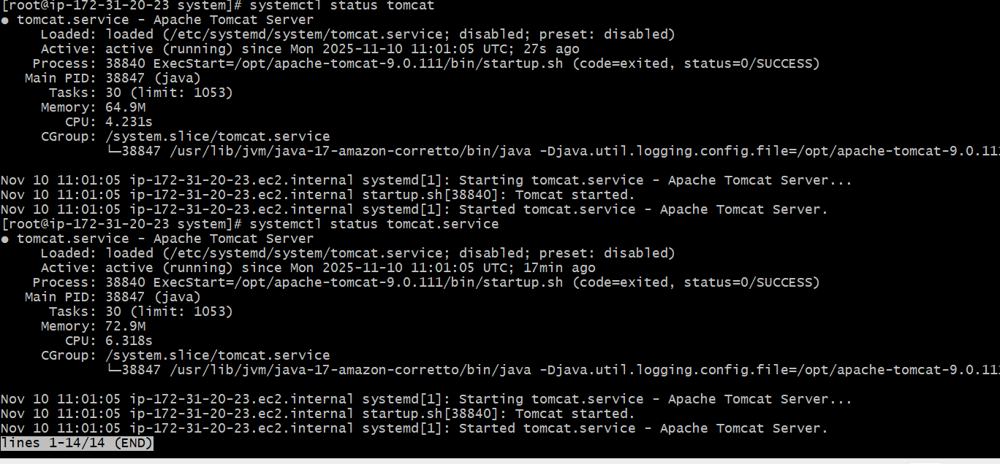 [root@ip-172-31-20-23 system]# systemctl status tomcat
● tomcat.service - Apache Tomcat Server
     Loaded: loaded (/etc/systemd/system/tomcat.service; disabled; preset: disabled)
     Active: active (running) since Mon 2025-11-10 11:01:05 UTC; 27s ago
    Process: 38840 ExecStart=/opt/apache-tomcat-9.0.111/bin/startup.sh (code=exited, status=0/SUCCESS)
   Main PID: 38847 (java)
      Tasks: 30 (limit: 1053)
     Memory: 64.9M
        CPU: 4.231s
     CGroup: /system.slice/tomcat.service
             └─38847 /usr/lib/jvm/java-17-amazon-corretto/bin/java -Djava.util.logging.config.file=/opt/apache-tomcat-9.0.11
Nov 10 11:01:05 ip-172-31-20-23.ec2.internal systemd[1]: Starting tomcat.service - Apache Tomcat Server...
Nov 10 11:01:05 ip-172-31-20-23.ec2.internal startup.sh[38840]: Tomcat started.
Nov 10 11:01:05 ip-172-31-20-23.ec2.internal systemd[1]: Started tomcat.service - Apache Tomcat Server.
[root@ip-172-31-20-23 system]# systemctl status tomcat.service
● tomcat.service - Apache Tomcat Server
     Loaded: loaded (/etc/systemd/system/tomcat.service; disabled; preset: disabled)
     Active: active (running) since Mon 2025-11-10 11:01:05 UTC; 17min ago
    Process: 38840 ExecStart=/opt/apache-tomcat-9.0.111/bin/startup.sh (code=exited, status=0/SUCCESS)
   Main PID: 38847 (java)
      Tasks: 30 (limit: 1053)
     Memory: 72.9M
        CPU: 6.318s
     CGroup: /system.slice/tomcat.service
             └─38847 /usr/lib/jvm/java-17-amazon-corretto/bin/java -Djava.util.logging.config.file=/opt/apache-tomcat-9.0.11
Nov 10 11:01:05 ip-172-31-20-23.ec2.internal systemd[1]: Starting tomcat.service - Apache Tomcat Server...
Nov 10 11:01:05 ip-172-31-20-23.ec2.internal startup.sh[38840]: Tomcat started.
Nov 10 11:01:05 ip-172-31-20-23.ec2.internal systemd[1]: Started tomcat.service - Apache Tomcat Server.
lines 1-14/14 (END)